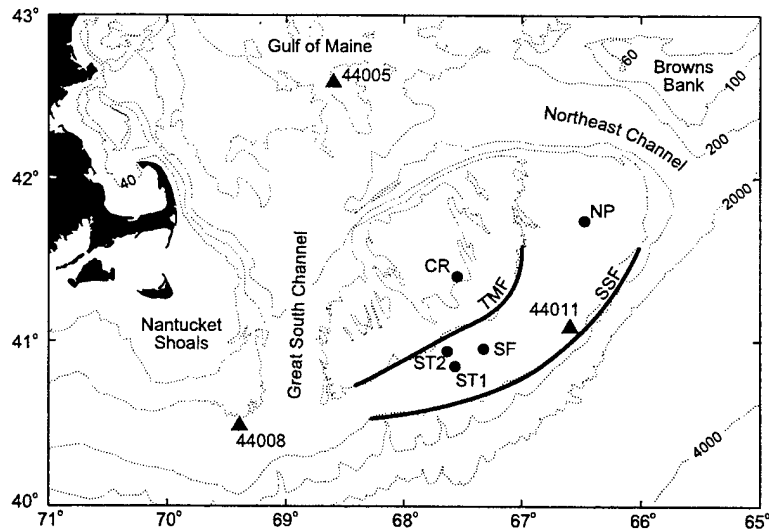 43°
Gulf of Maine
44005
60
Browns
Bank
100
Northeast Channel
200
42°
40
2000
NP
CR
TMF
SSF
44011
Great South Channel
Nantucket
Shoals
41°
ST2
SF
ST1
44008
4000
40°
71° 70° 69° 68° 67° 66° 65°